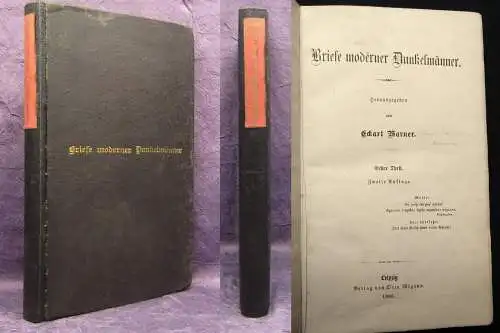 Briefe moderner Dunkelmänner
Briefe moderner Dunkelmänner.
Herausgegeben
von
Eckart Warner.
Erster Theil.
Zweite Auflage.
Leipzig
Verlag von Otto Wigand.